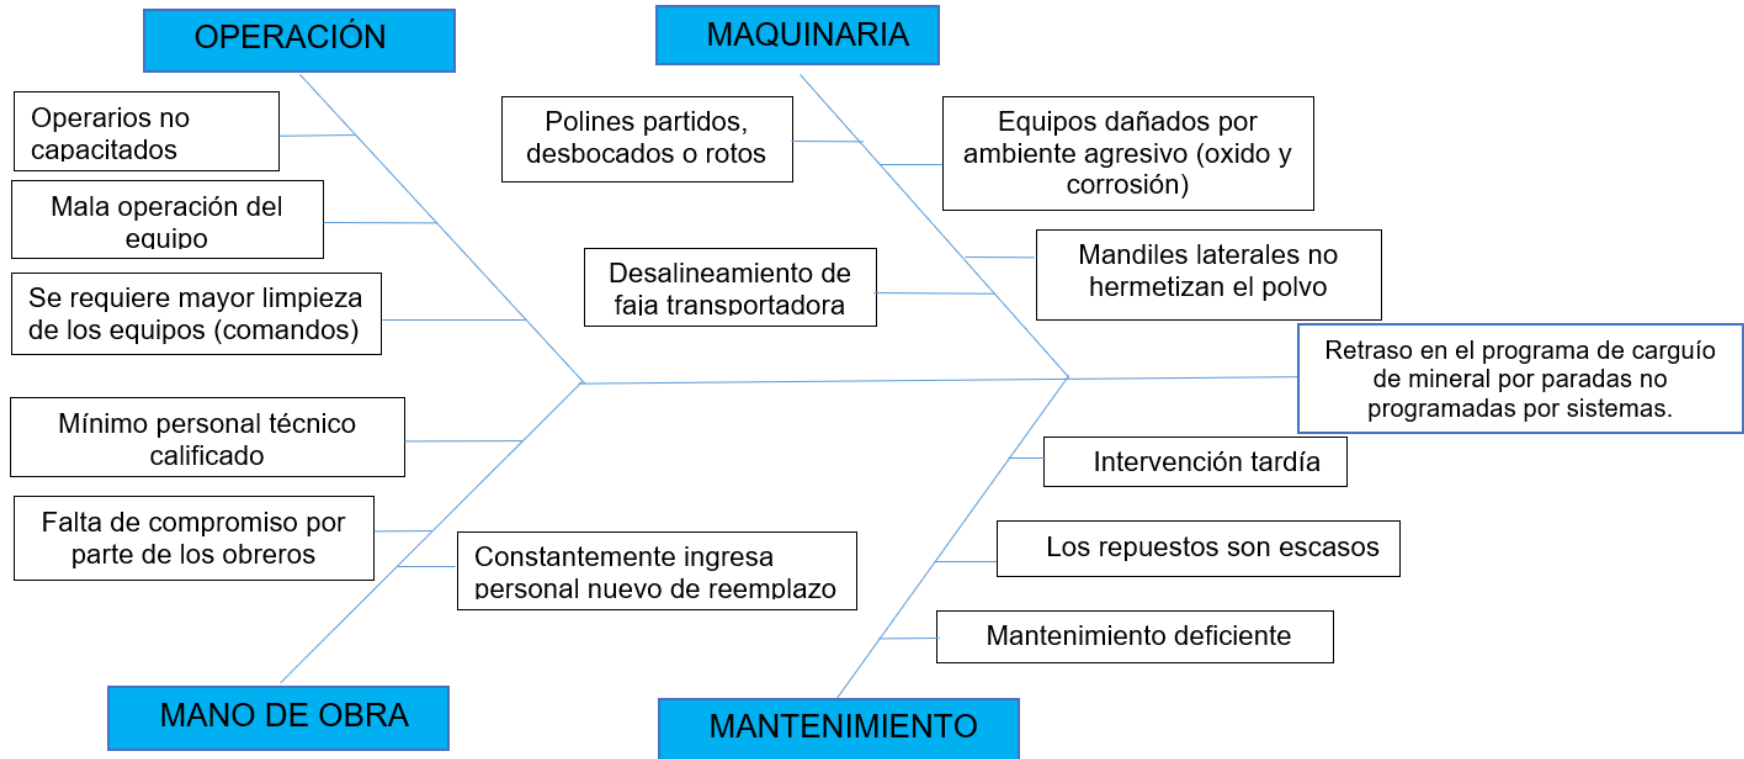 OPERACIÓN
MAQUINARIA
Operarios no
capacitados
Polines partidos,
desbocados o rotos
Equipos dañados por
ambiente agresivo (oxido y
corrosión)
Mala operación del
equipo
Mandiles laterales no
hermetizan el polvo
Desalineamiento de
faja transportadora
Se requiere mayor limpieza
de los equipos (comandos)
Retraso en el programa de carguío
de mineral por paradas no
programadas por sistemas.
Mínimo personal técnico
calificado
Intervención tardía
Falta de compromiso por
parte de los obreros
Constantemente ingresa
personal nuevo de reemplazo
Los repuestos son escasos
Mantenimiento deficiente
MANO DE OBRA
MANTENIMIENTO